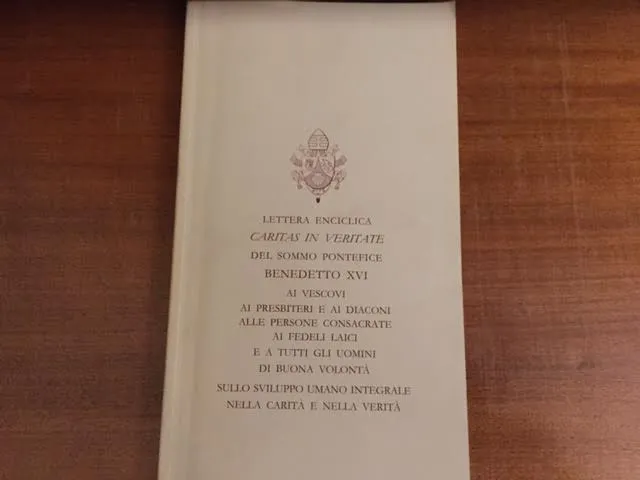 LETTERA ENCICLICA
CARITAS IN VERITATE
DEL SOMMO PONTEFICE
BENEDETTO XVI
AI VESCOVI
AI PRESBITERI E AI DIACONI
ALLE PERSONE CONSACRATE
AI FEDELI LAICI
E A TUTTI GLI UOMINI
DI BUONA VOLONTÀ
SULLO SVILUPPO UMANO INTEGRALE
NELLA CARITÀ E NELLA VERITÀ